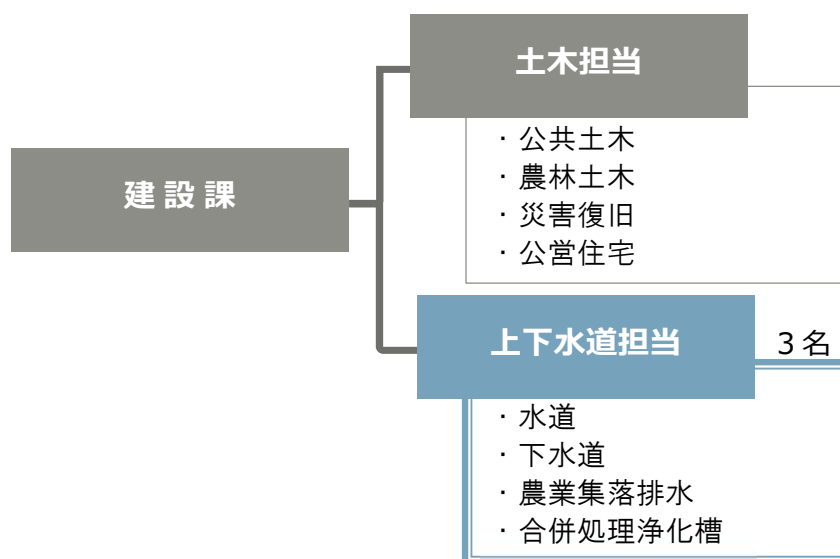 土木担当
・公共土木
・農林土木
・災害復旧
・公営住宅
建設課
上下水道担当
3名
・水道
・下水道
・農業集落排水
・合併処理浄化槽